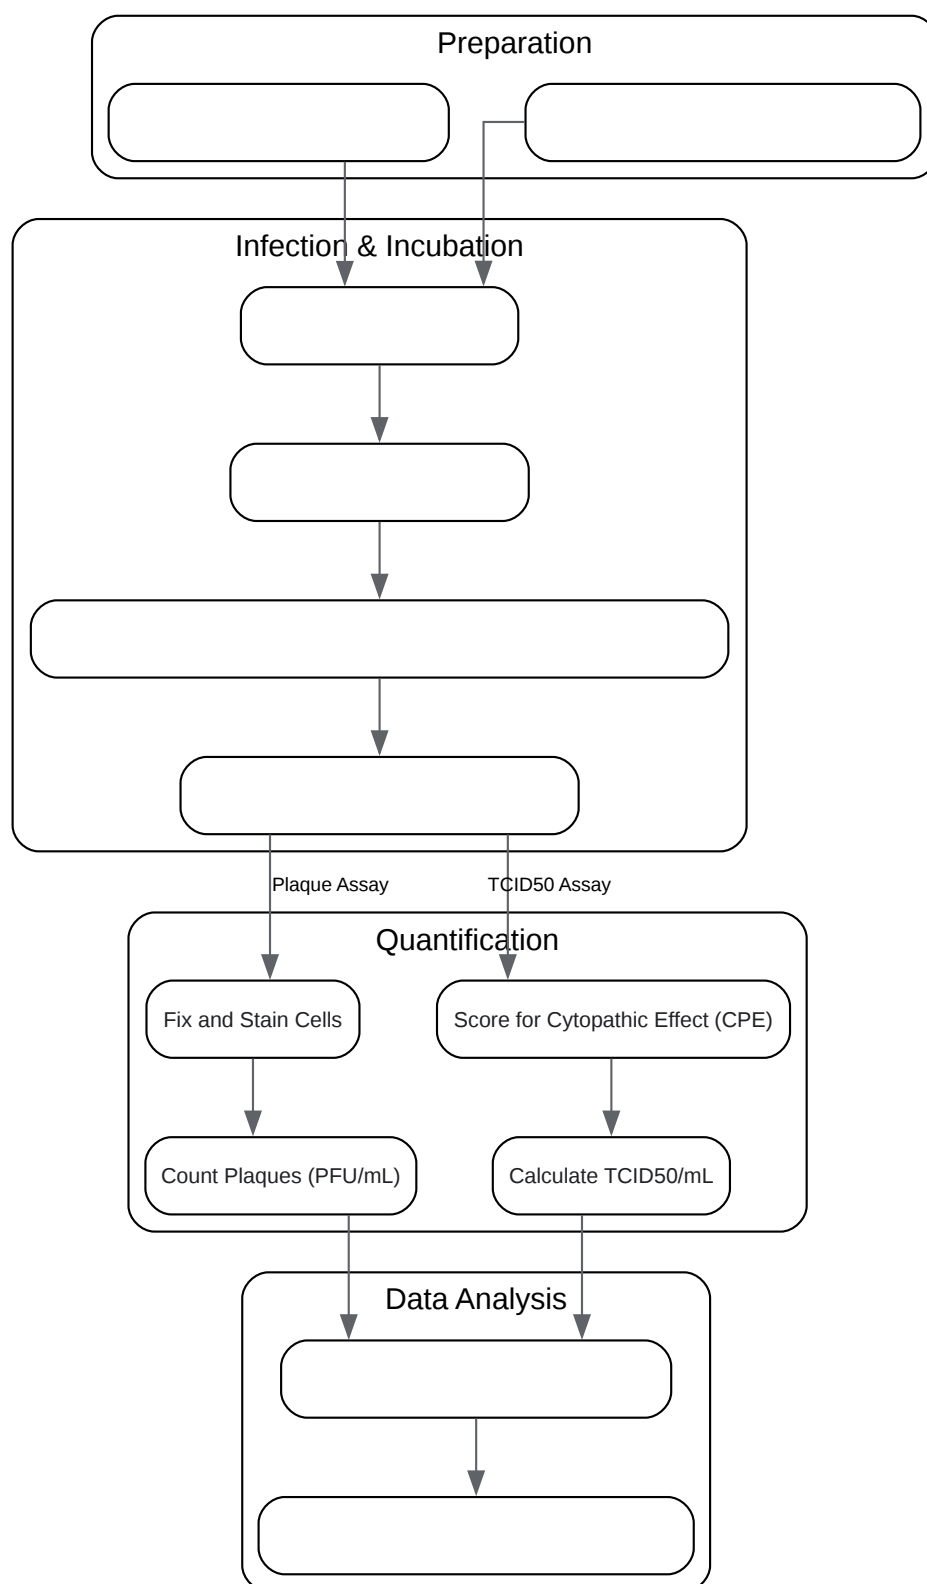 Preparation
Infection & Incubation
Plaque Assay
TCID50 Assay
Quantification
Fix and Stain Cells
Score for Cytopathic Effect (CPE)
Count Plaques (PFU/mL)
Calculate TCID50/mL
Data Analysis